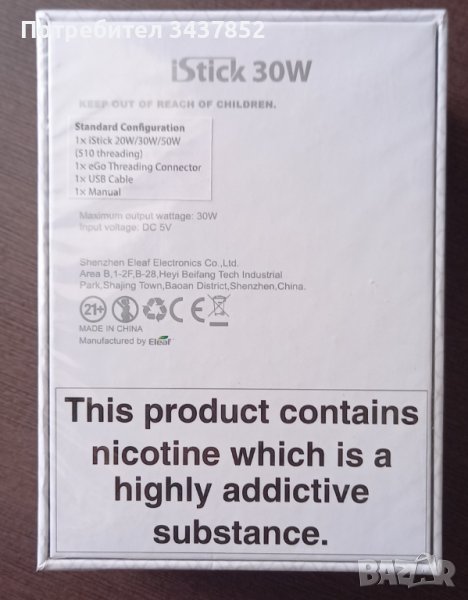 Потребител 3437852
iStick 30W
KEEP OUT OF REACH OF CHILDREN.
Standard Configuration
1x iStick 20W/30W/50W
(S10 threading)
1x eGo Threading Connector
1x USB Cable
1x Manual
Maximum output wattage: 30W
Input voltage: DC 5V
Shenzhen Eleaf Electronics Co.,Ltd.
Area B,1-2F,B-28,Heyi Beifang Tech Industrial
Park,Shajing Town,Baoan District,Shenzhen,China.
21+ CE
MADE IN CHINA
Manufactured by Eleaf
This product contains
nicotine which is a
highly addictive
substance.
BAZAR